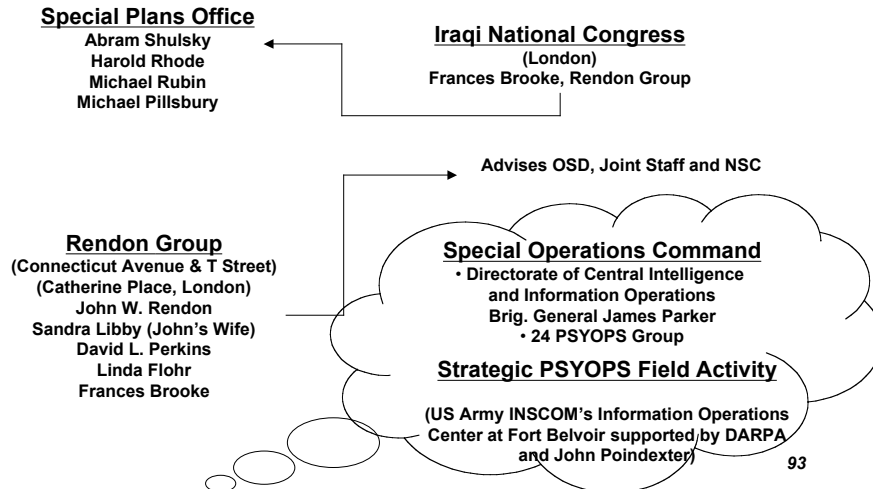 Special Plans Office
Abram Shulsky
Harold Rhode
Michael Rubin
Michael Pillsbury
Iraqi National Congress
(London)
Frances Brooke, Rendon Group
Advises OSD, Joint Staff and NSC
Rendon Group
(Connecticut Avenue & T Street)
(Catherine Place, London)
John W. Rendon
Sandra Libby (John's Wife)
David L. Perkins
Linda Flohr
Frances Brooke
Special Operations Command
• Directorate of Central Intelligence
and Information Operations
Brig. General James Parker
• 24 PSYOPS Group
Strategic PSYOPS Field Activity
(US Army INSCOM's Information Operations
Center at Fort Belvoir supported by DARPA
and John Poindexter)
93